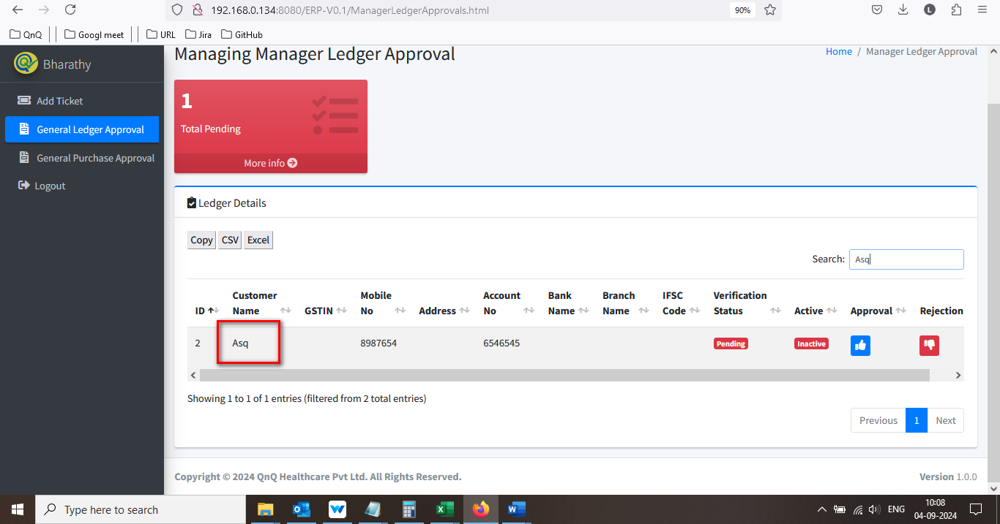 192.168.0.134:8080/ERP-V0.1/ManagerLedgerApprovals.html
90%
L
QnQ
Googl meet
URL
Jira
GitHub
Bharathy
Add Ticket
General Ledger Approval
General Purchase Approval
Logout
Managing Manager Ledger Approval
Home / Manager Ledger Approval
1
Total Pending
More info
Ledger Details
Copy CSV Excel
Search: Asq
ID Customer Name GSTIN Mobile No Address Account No Bank Name Branch Name IFSC Code Verification Status Active Approval Rejection
2 Asq 8987654 6546545 Pending Inactive
Showing 1 to 1 of 1 entries (filtered from 2 total entries)
Previous 1 Next
Copyright © 2024 QnQ Healthcare Pvt Ltd. All Rights Reserved.
Version 1.0.0
Type here to search
ENG
10:08
04-09-2024